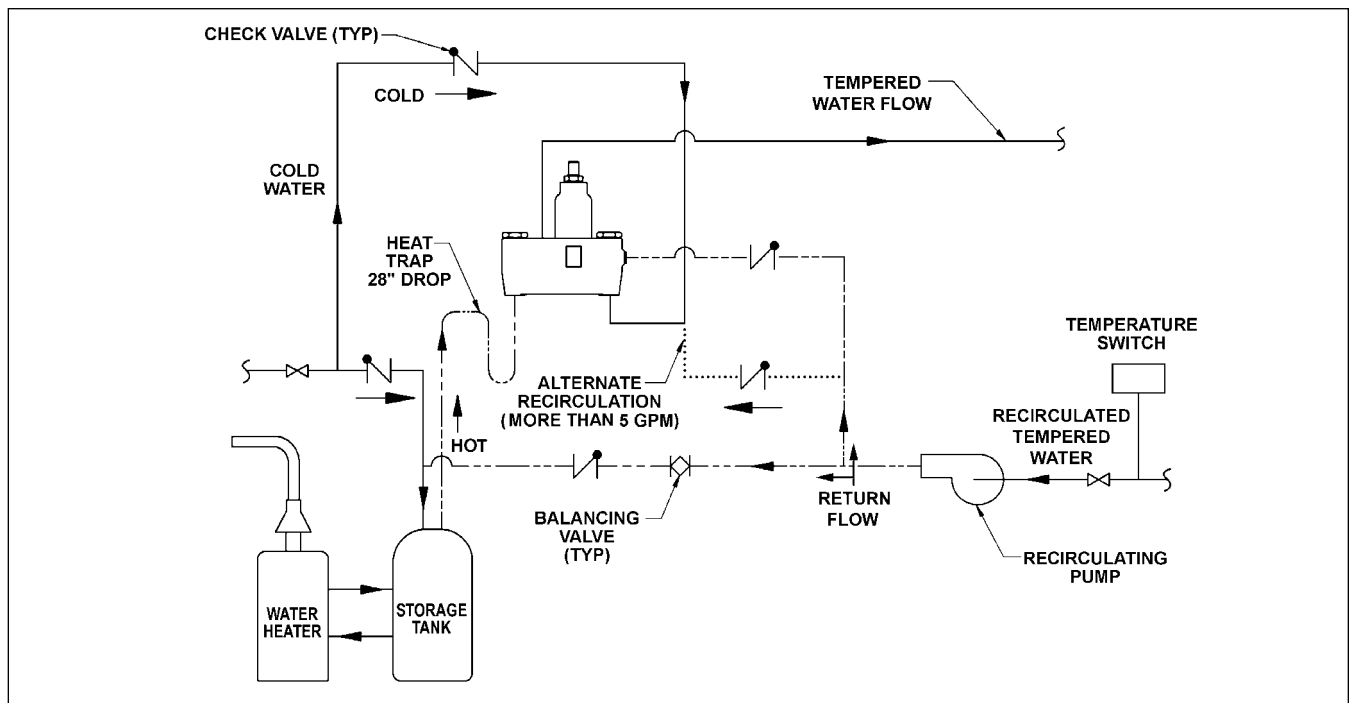 CHECK VALVE (TYP)
COLD
TEMPERED
WATER FLOW
COLD
WATER
HEAT
TRAP
28" DROP
TEMPERATURE
SWITCH
ALTERNATE
RECIRCULATION
(MORE THAN 5 GPM)
RECIRCULATED
TEMPERED
WATER
HOT
RETURN
FLOW
BALANCING
VALVE
(TYP)
RECIRCULATING
PUMP
WATER
HEATER
STORAGE
TANK